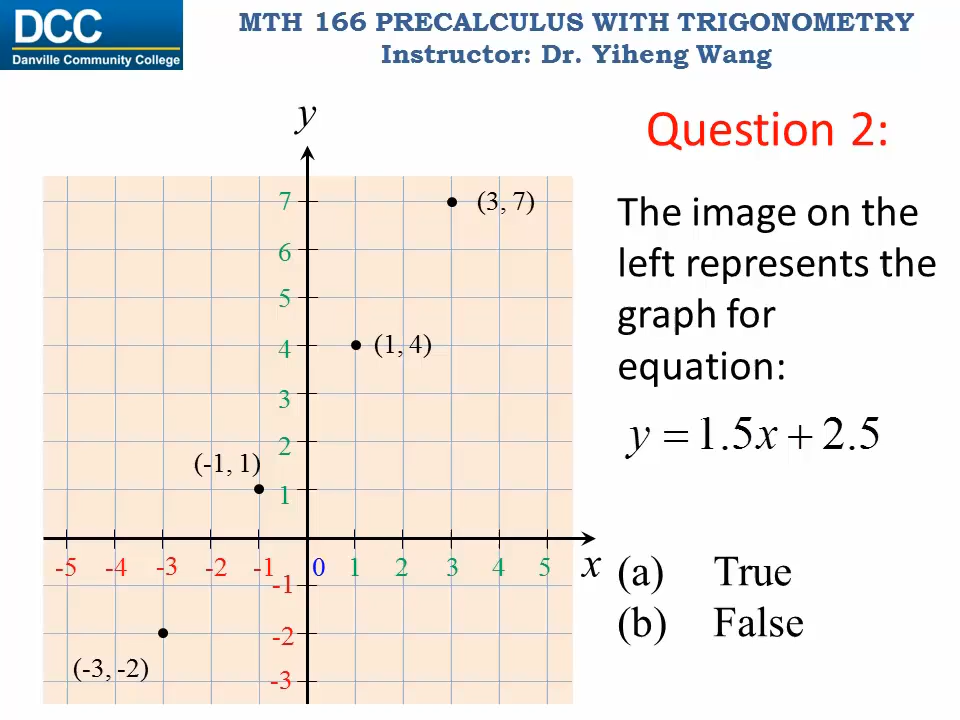 DCC
Danville Community College
MTH 166 PRECALCULUS WITH TRIGONOMETRY
Instructor: Dr. Yiheng Wang
y
7
(3, 7)
6
5
4
(1, 4)
3
2
(-1, 1)
1
-5 -4 -3 -2 -1 0 1 2 3 4 5 x
-1
-2
(-3, -2)
-3
Question 2:
The image on the
left represents the
graph for
equation:
y = 1.5x + 2.5
(a) True
(b) False